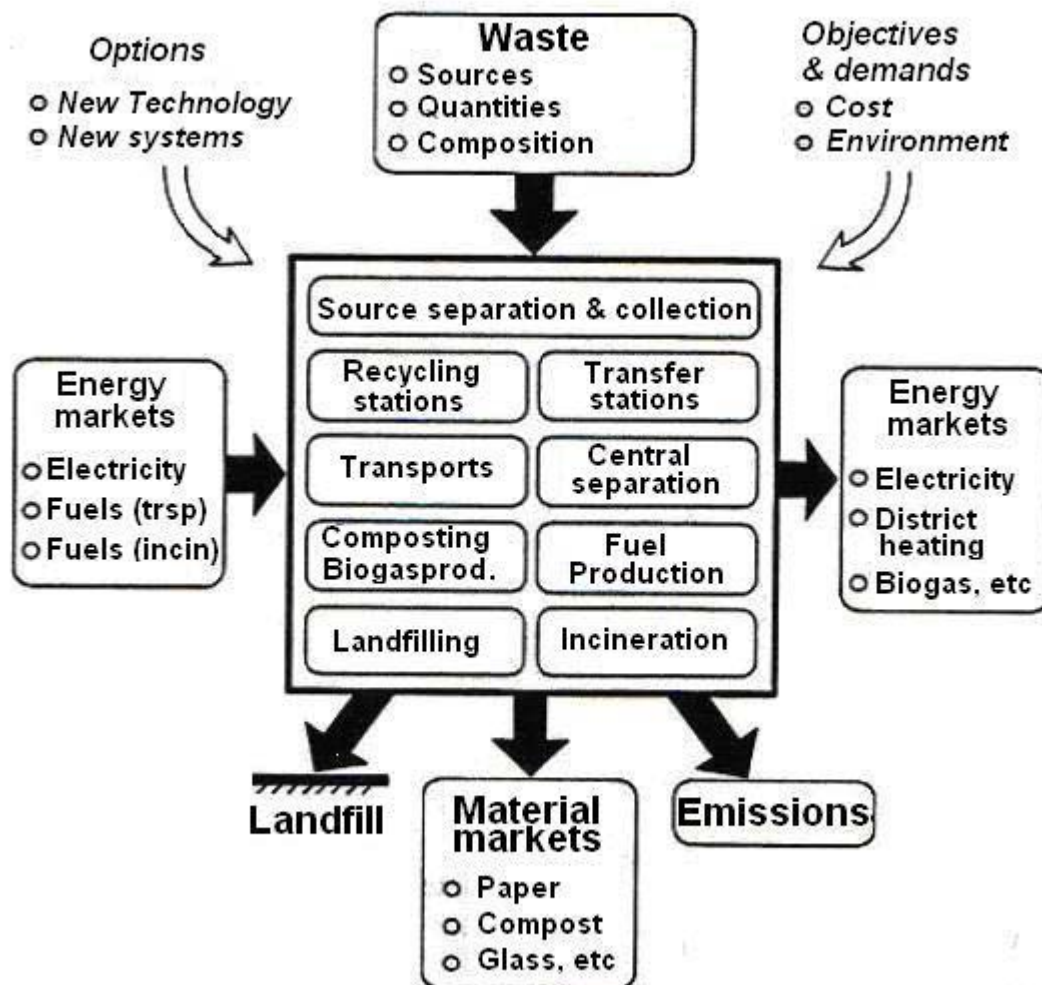 Options
New Technology
New systems
Waste
Sources
Quantities
Composition
Objectives
& demands
Cost
Environment
Source separation & collection
Recycling
stations
Transfer
stations
Transports
Central
separation
Composting
Biogasprod.
Fuel
Production
Landfilling
Incineration
Energy
markets
Electricity
Fuels (trsp)
Fuels (incin)
Energy
markets
Electricity
District
heating
Biogas, etc
Landfill
Material
markets
Paper
Compost
Glass, etc
Emissions